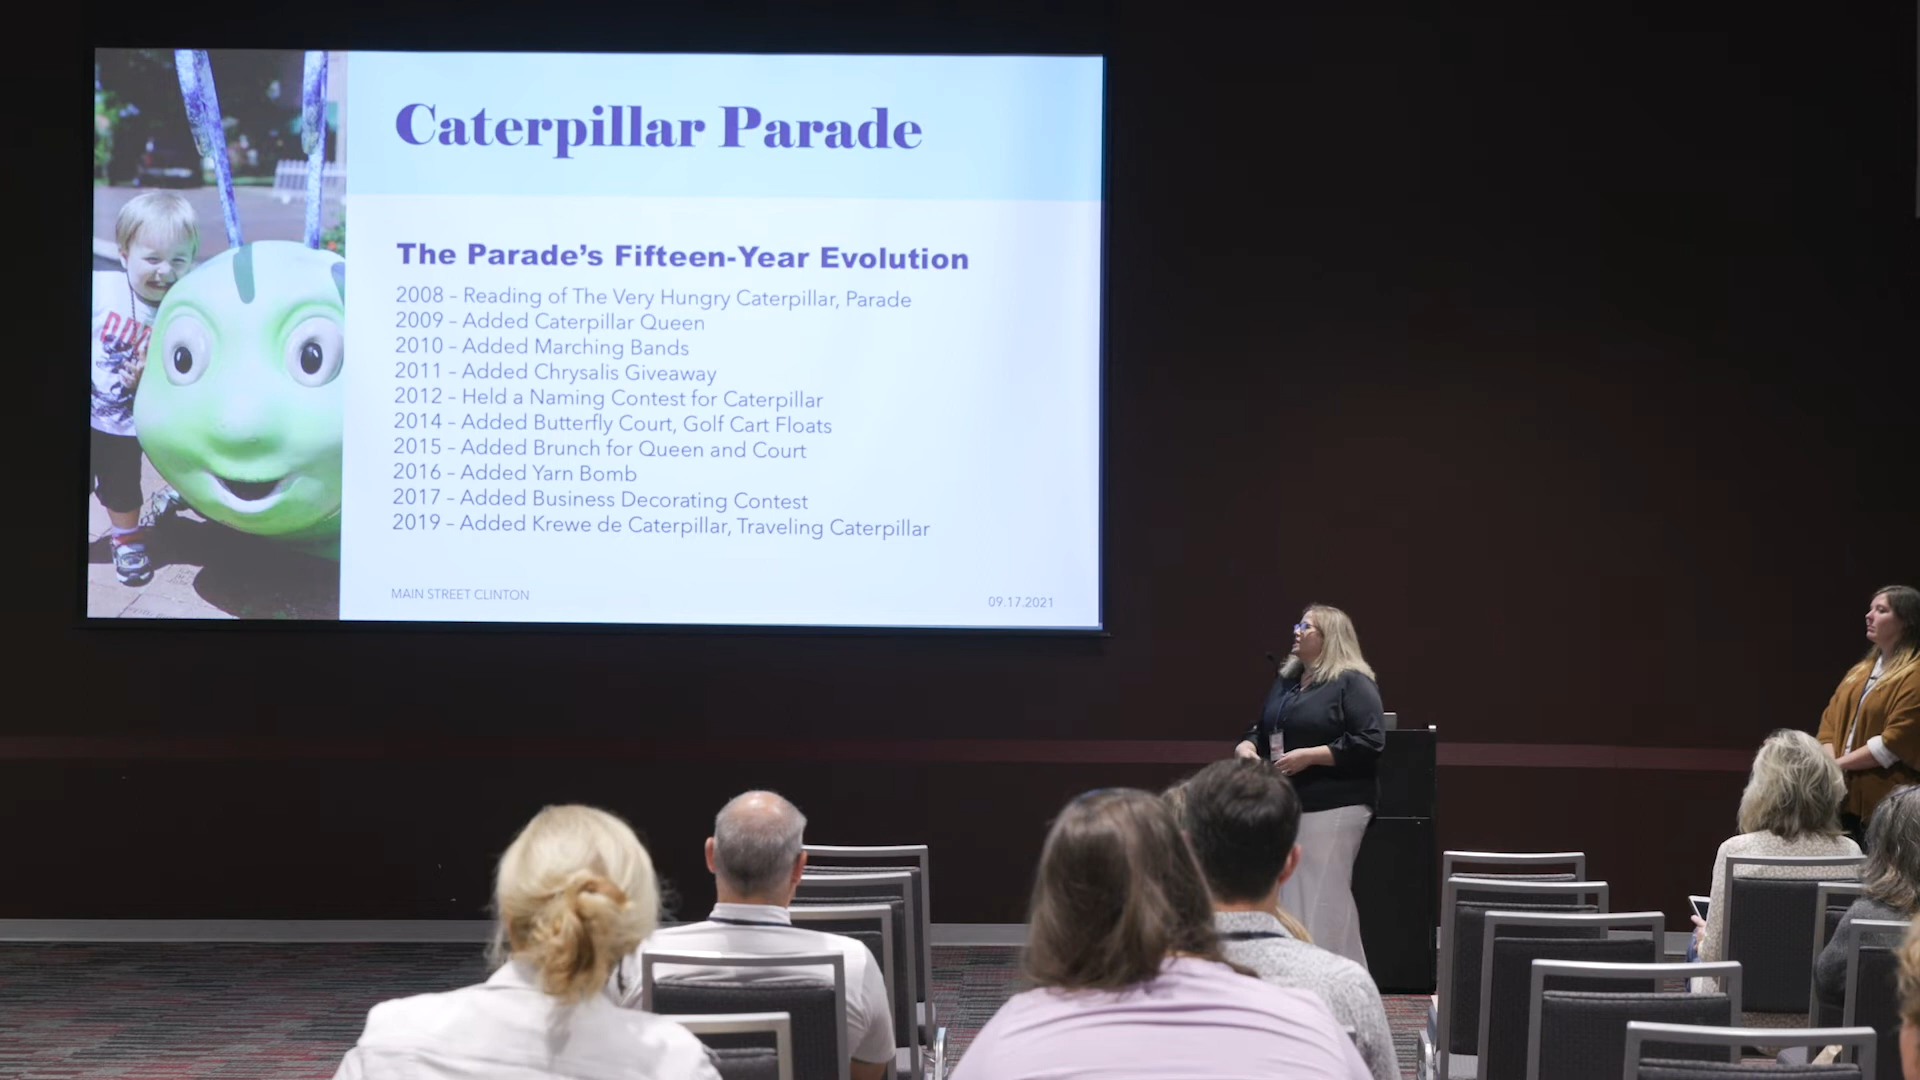 Caterpillar Parade
The Parade’s Fifteen-Year Evolution
2008 – Reading of The Very Hungry Caterpillar, Parade
2009 – Added Caterpillar Queen
2010 – Added Marching Bands
2011 – Added Chrysalis Giveaway
2012 – Held a Naming Contest for Caterpillar
2014 – Added Butterfly Court, Golf Cart Floats
2015 – Added Brunch for Queen and Court
2016 – Added Yarn Bomb
2017 – Added Business Decorating Contest
2019 – Added Krewe de Caterpillar, Traveling Caterpillar
MAIN STREET CLINTON
09.17.2021